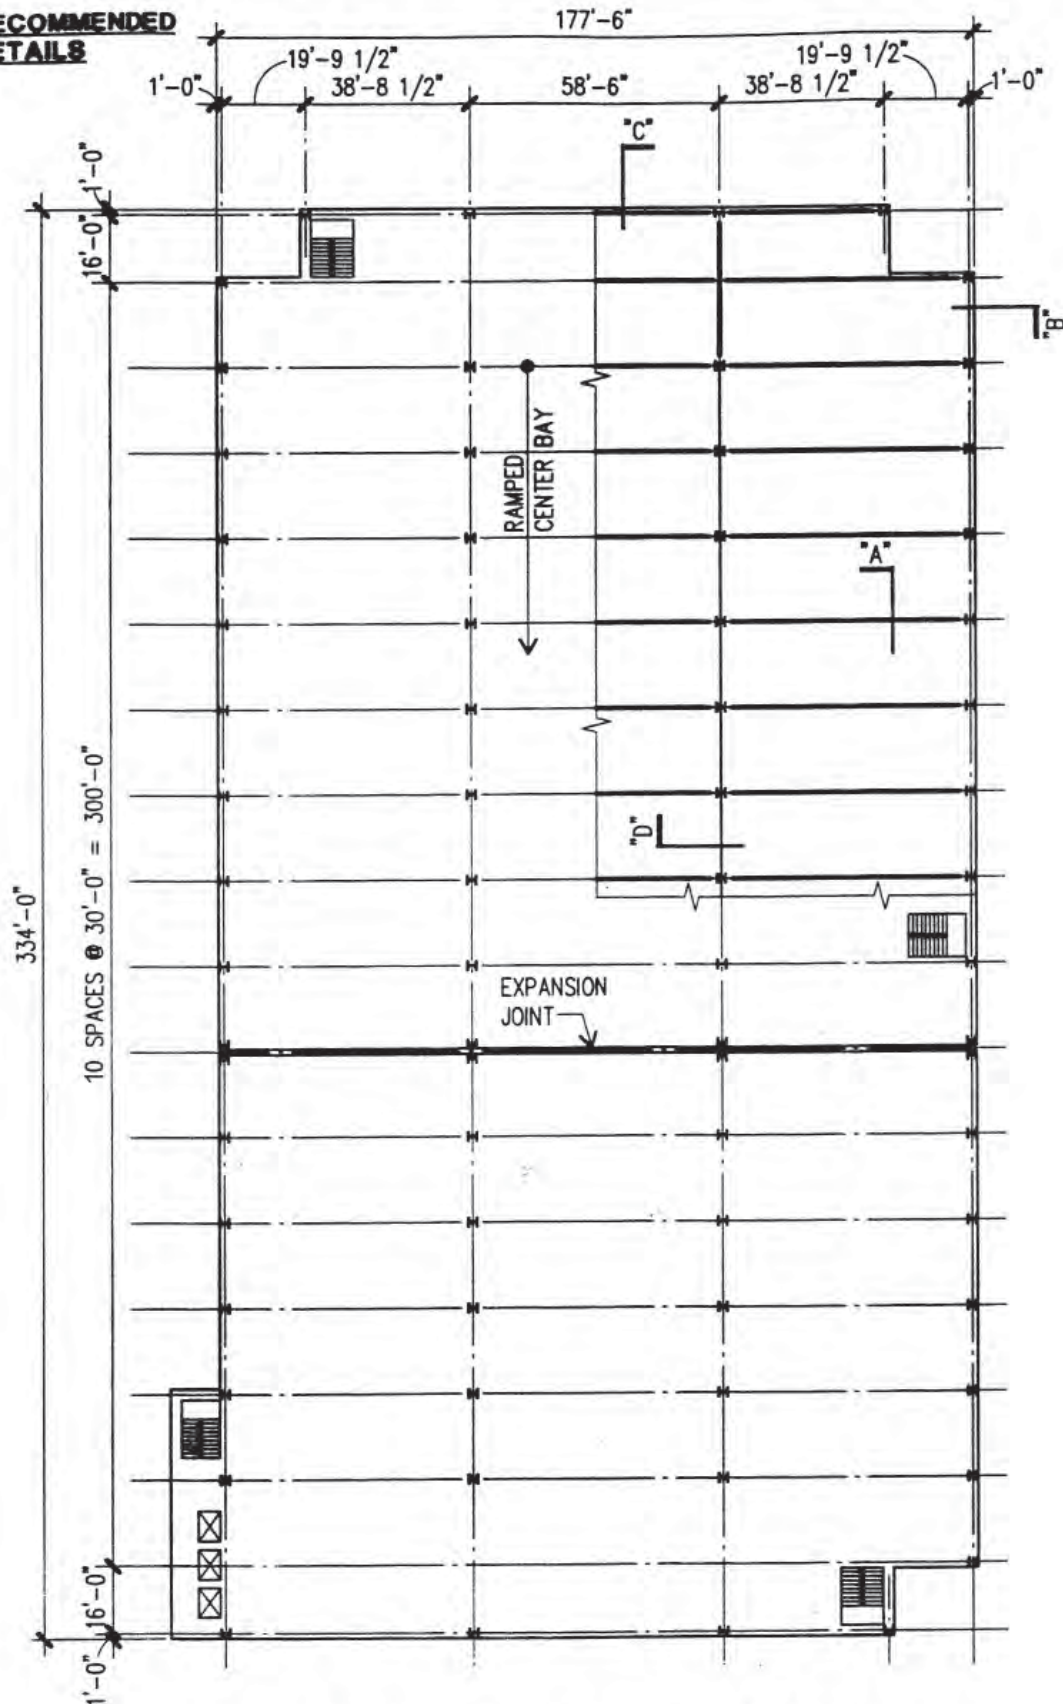 ECOMMENDED
ETAILS
177'-6"
19'-9 1/2"
19'-9 1/2"
1'-0"
38'-8 1/2"
58'-6"
38'-8 1/2"
1'-0"
"C"
1'-0"
16'-0"
"B"
RAMPED
CENTER BAY
"A"
10 SPACES @ 30'-0" = 300'-0"
"D"
334'-0"
EXPANSION
JOINT
16'-0"
1'-0"